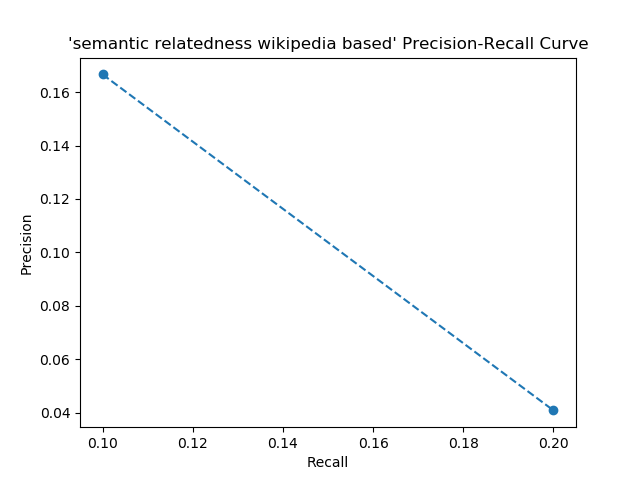 'semantic relatedness wikipedia based' Precision-Recall Curve
0.16
0.14
0.12
0.10
0.08
0.06
0.04
Precision
0.10 0.12 0.14 0.16 0.18 0.20
Recall